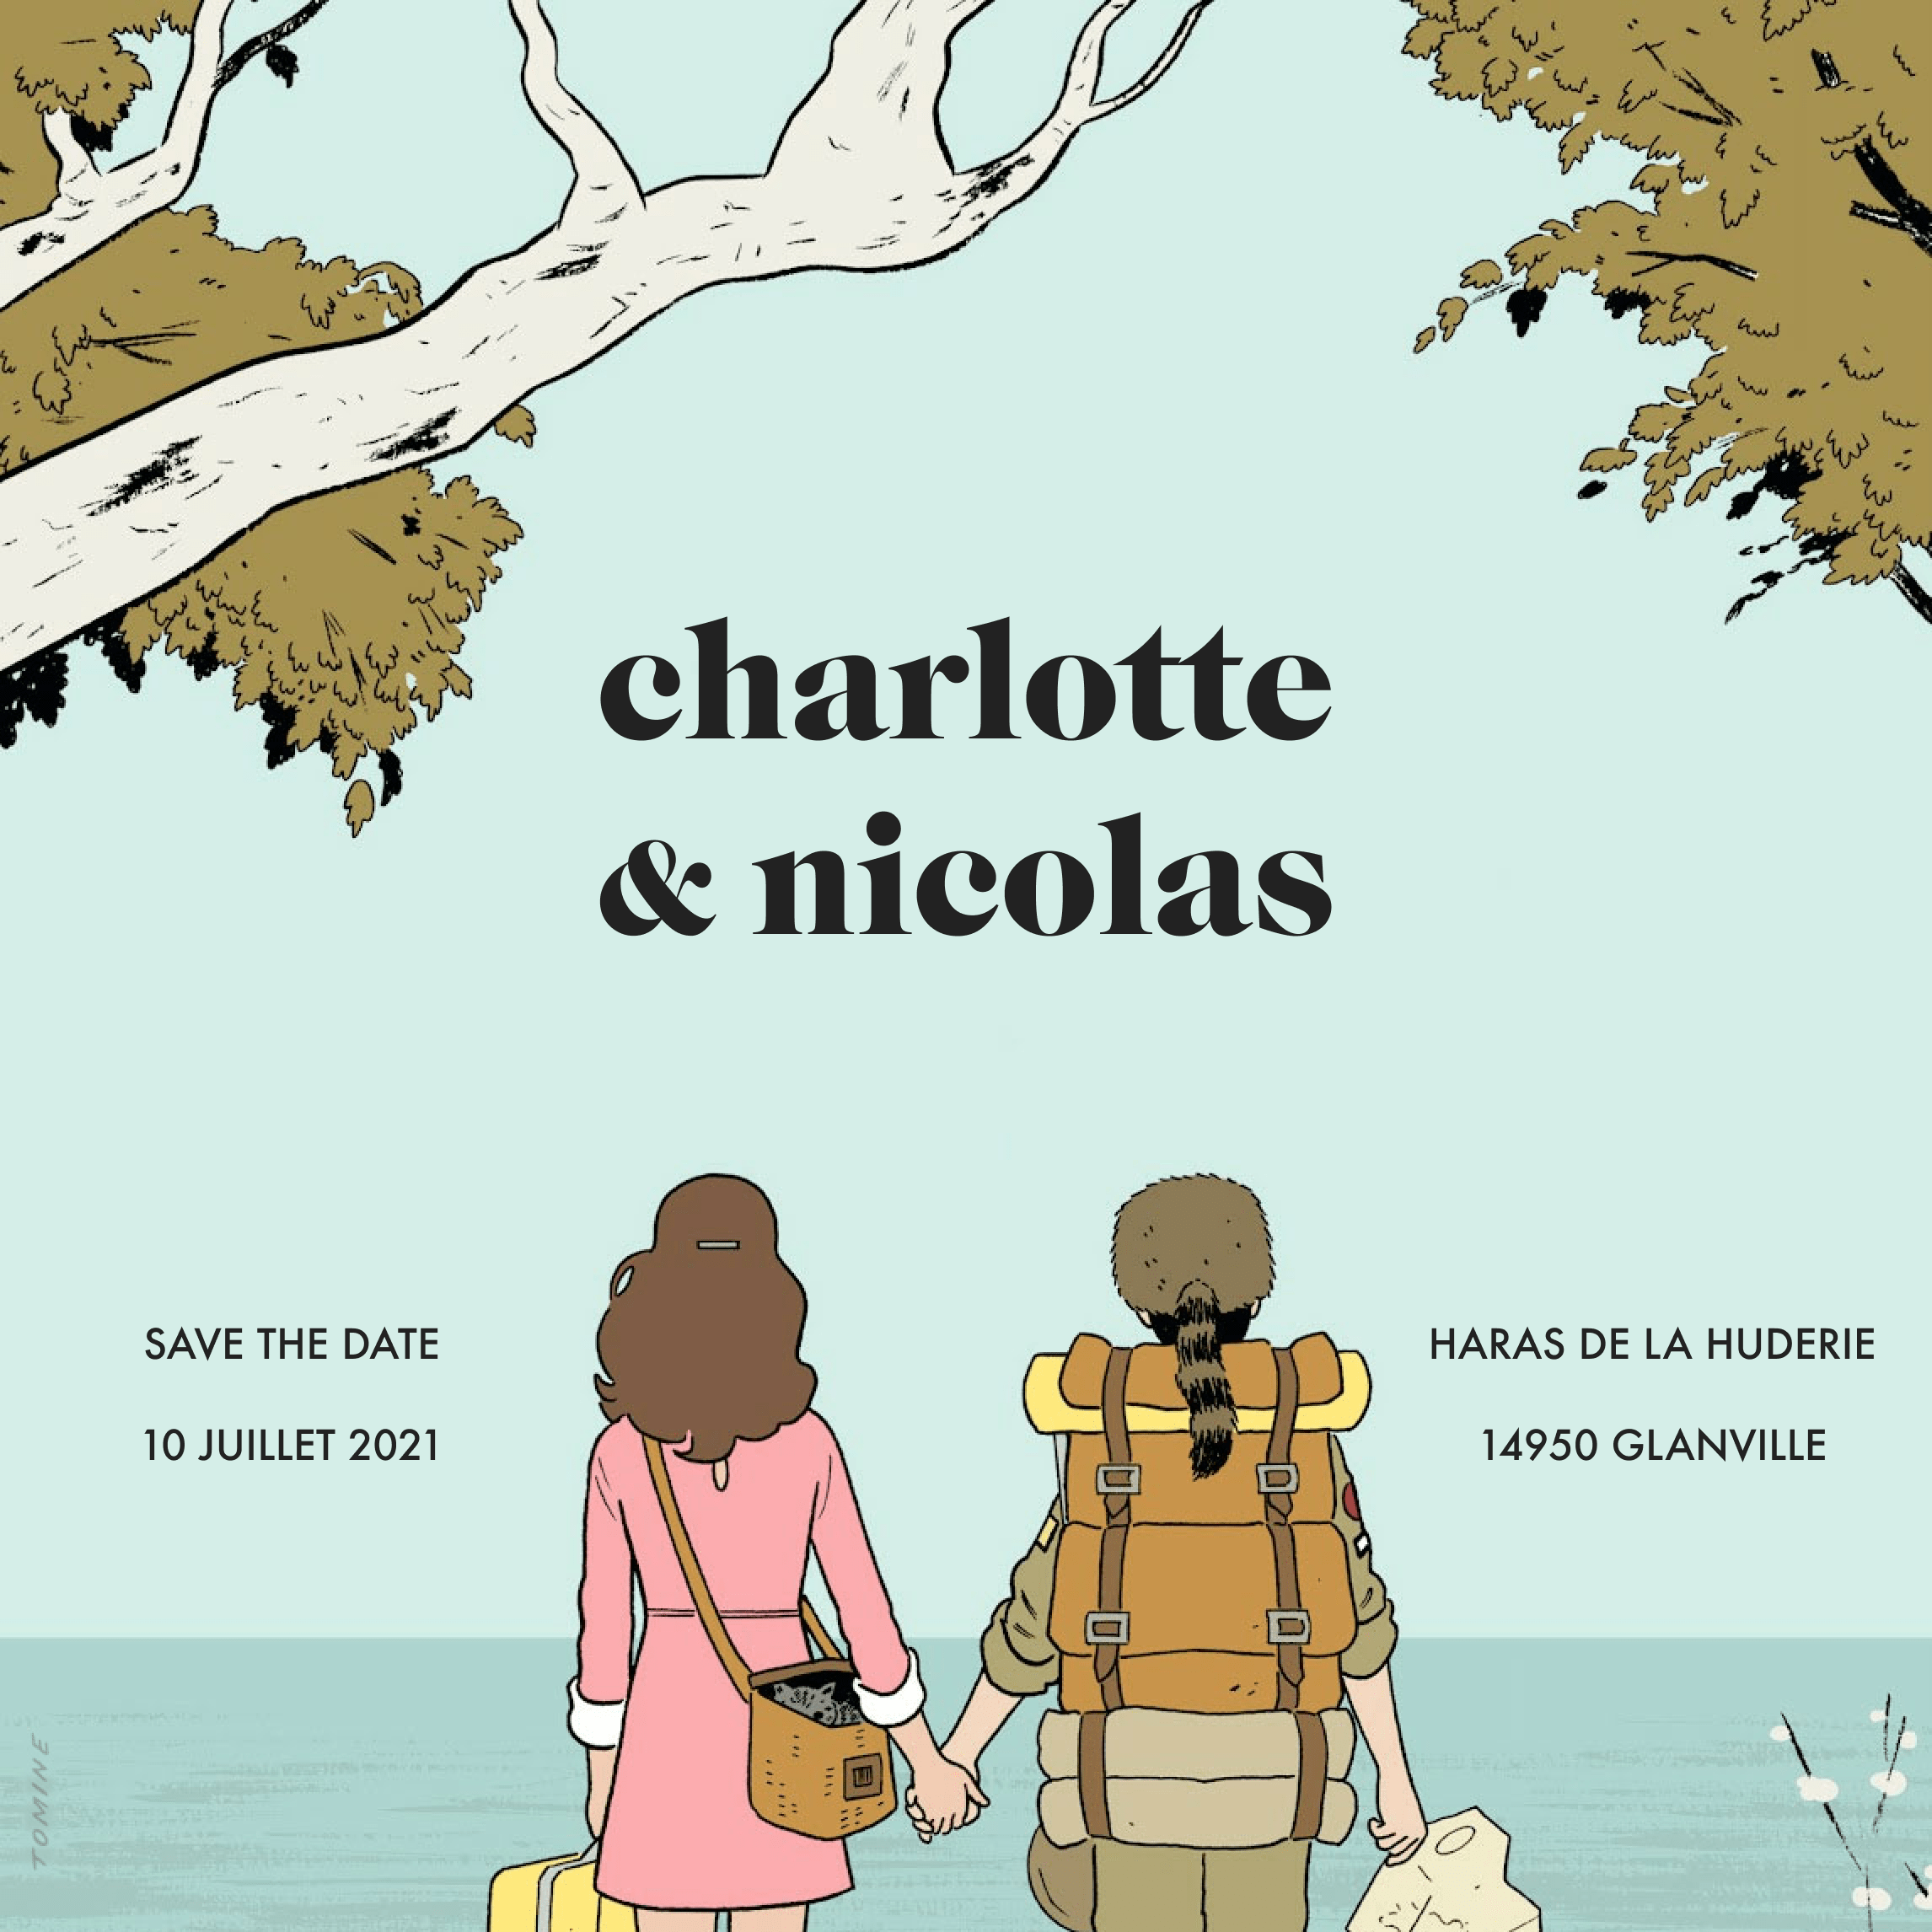 charlotte
& nicolas
SAVE THE DATE
10 JUILLET 2021
HARAS DE LA HUDERIE
14950 GLANVILLE
TOMINE